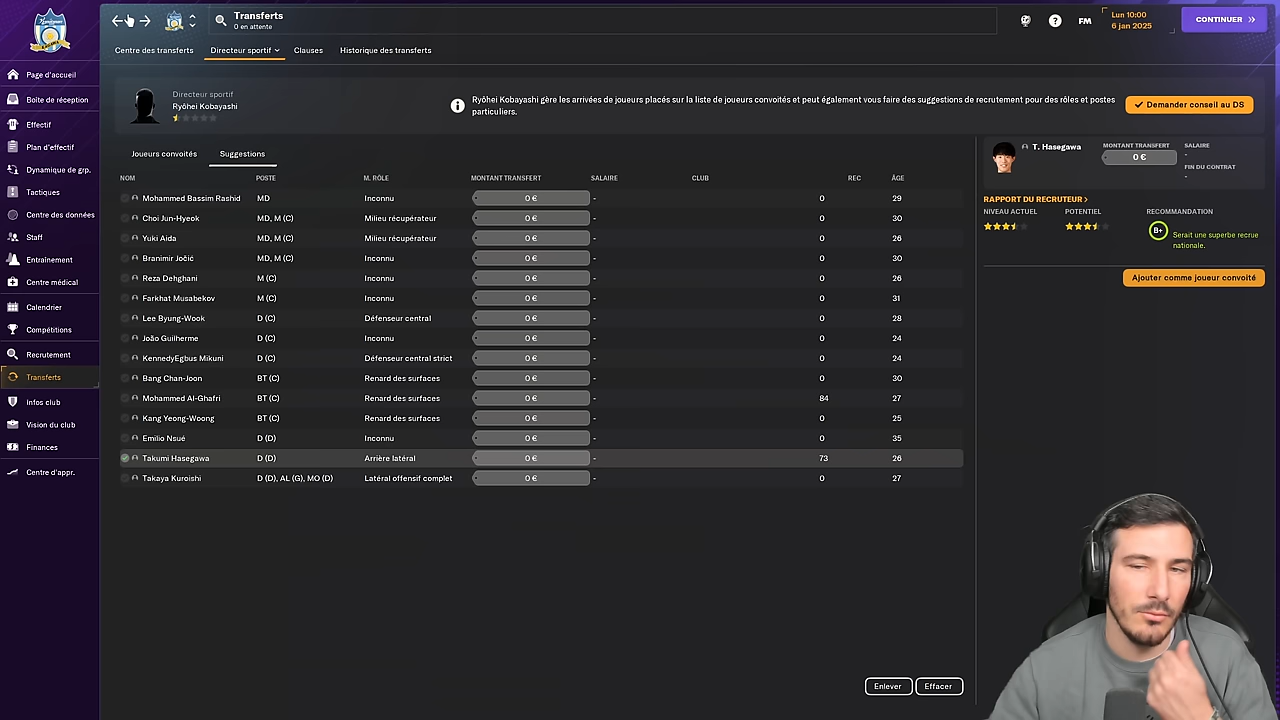 Transferts
0 en attente
FM
Lun 10:00
6 jan 2025
CONTINUER
Centre des transferts
Directeur sportif
Clauses
Historique des transferts
Page d'accueil
Boîte de réception
Effectif
Plan d'effectif
Dynamique de grp.
Tactiques
Centre des données
Staff
Entraînement
Centre médical
Calendrier
Compétitions
Recrutement
Transferts
Infos club
Vision du club
Finances
Centre d'appr.
Directeur sportif
Ryôhei Kobayashi
Ryôhei Kobayashi gère les arrivées de joueurs placés sur la liste de joueurs convoités et peut également vous faire des suggestions de recrutement pour des rôles et postes
particuliers.
Demander conseil au DS
Joueurs convoités
Suggestions
NOM POSTE M. RÔLE MONTANT TRANSFERT SALAIRE CLUB REC ÂGE
Mohammed Bassim Rashid MD Inconnu 0 € - 0 29
Choi Jun-Hyeok MD, M (C) Milieu récupérateur 0 € - 0 30
Yuki Aida MD, M (C) Milieu récupérateur 0 € - 0 26
Branimir Jočić MD, M (C) Inconnu 0 € - 0 30
Reza Dehghani M (C) Inconnu 0 € - 0 26
Farkhat Musabekov M (C) Inconnu 0 € - 0 31
Lee Byung-Wook D (C) Défenseur central 0 € - 0 28
João Guilherme D (C) Inconnu 0 € - 0 24
KennedyEgbus Mikuni D (C) Défenseur central strict 0 € - 0 24
Bang Chan-Joon BT (C) Renard des surfaces 0 € - 0 30
Mohammed Al-Ghafri BT (C) Renard des surfaces 0 € - 84 27
Kang Yeong-Woong BT (C) Renard des surfaces 0 € - 0 25
Emilio Nsué D (D) Inconnu 0 € - 0 35
Takumi Hasegawa D (D) Arrière latéral 0 € - 73 26
Takaya Kuroishi D (D), AL (G), MO (D) Latéral offensif complet 0 € - 0 27
Enlever
Effacer
T. Hasegawa
MONTANT TRANSFERT
0 €
SALAIRE
-
FIN DU CONTRAT
-
RAPPORT DU RECRUTEUR >
NIVEAU ACTUEL
POTENTIEL
RECOMMANDATION
B+
Serait une superbe recrue
nationale.
Ajouter comme joueur convoité